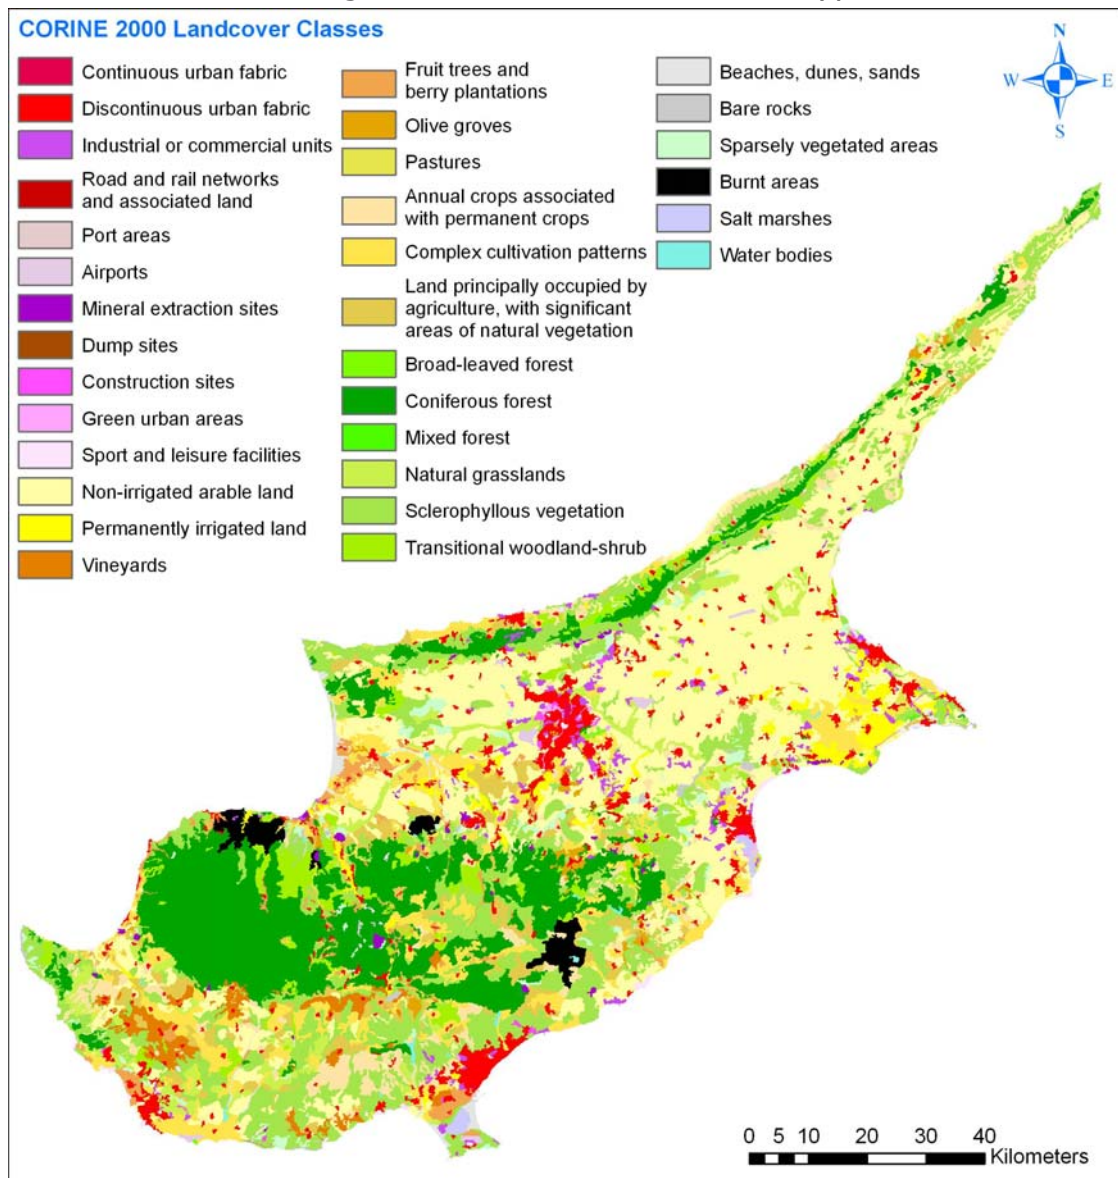 CORINE 2000 Landcover Classes
Continuous urban fabric
Discontinuous urban fabric
Industrial or commercial units
Road and rail networks
and associated land
Port areas
Airports
Mineral extraction sites
Dump sites
Construction sites
Green urban areas
Sport and leisure facilities
Non-irrigated arable land
Permanently irrigated land
Vineyards
Fruit trees and
berry plantations
Olive groves
Pastures
Annual crops associated
with permanent crops
Complex cultivation patterns
Land principally occupied by
agriculture, with significant
areas of natural vegetation
Broad-leaved forest
Coniferous forest
Mixed forest
Natural grasslands
Sclerophyllous vegetation
Transitional woodland-shrub
Beaches, dunes, sands
Bare rocks
Sparsely vegetated areas
Burnt areas
Salt marshes
Water bodies
N
W E
S
0 5 10 20 30 40
Kilometers